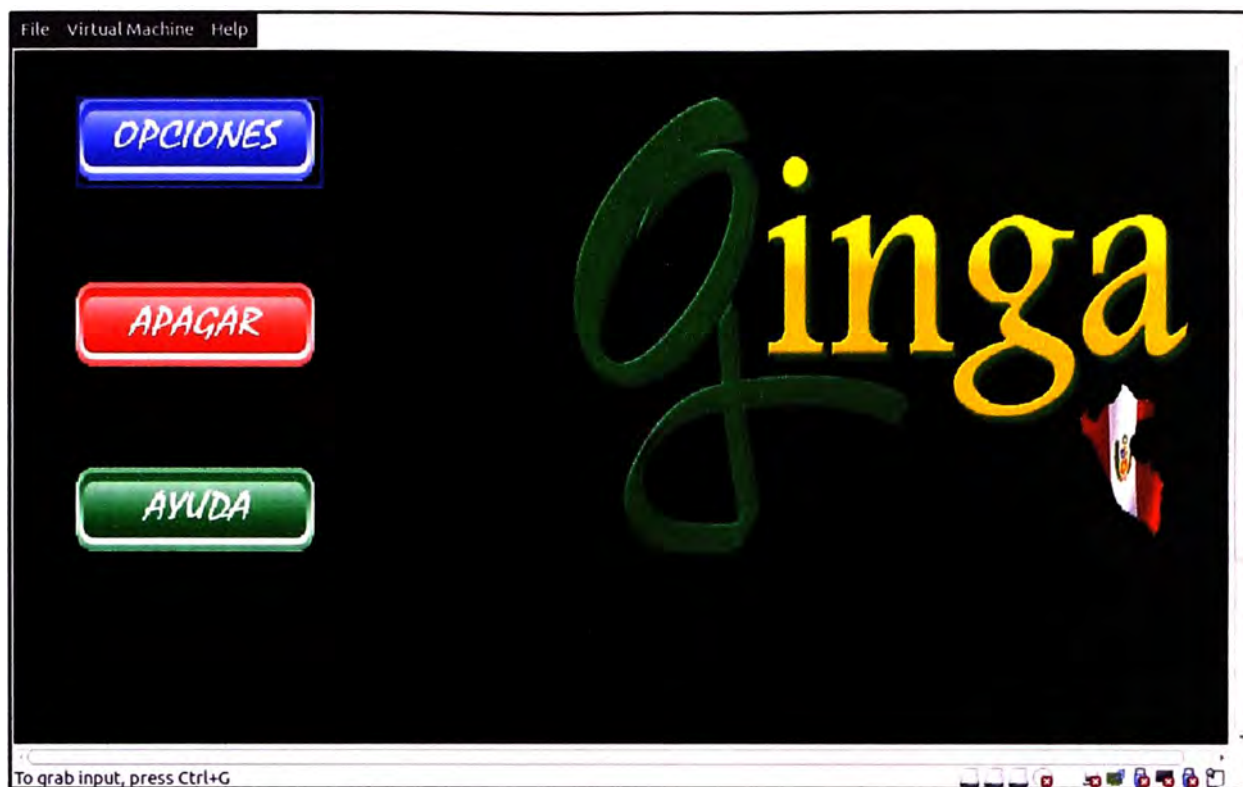 File Virtual Machine Help
OPCIONES
ginga
APAGAR
AYUDA
To grab input, press Ctrl+G